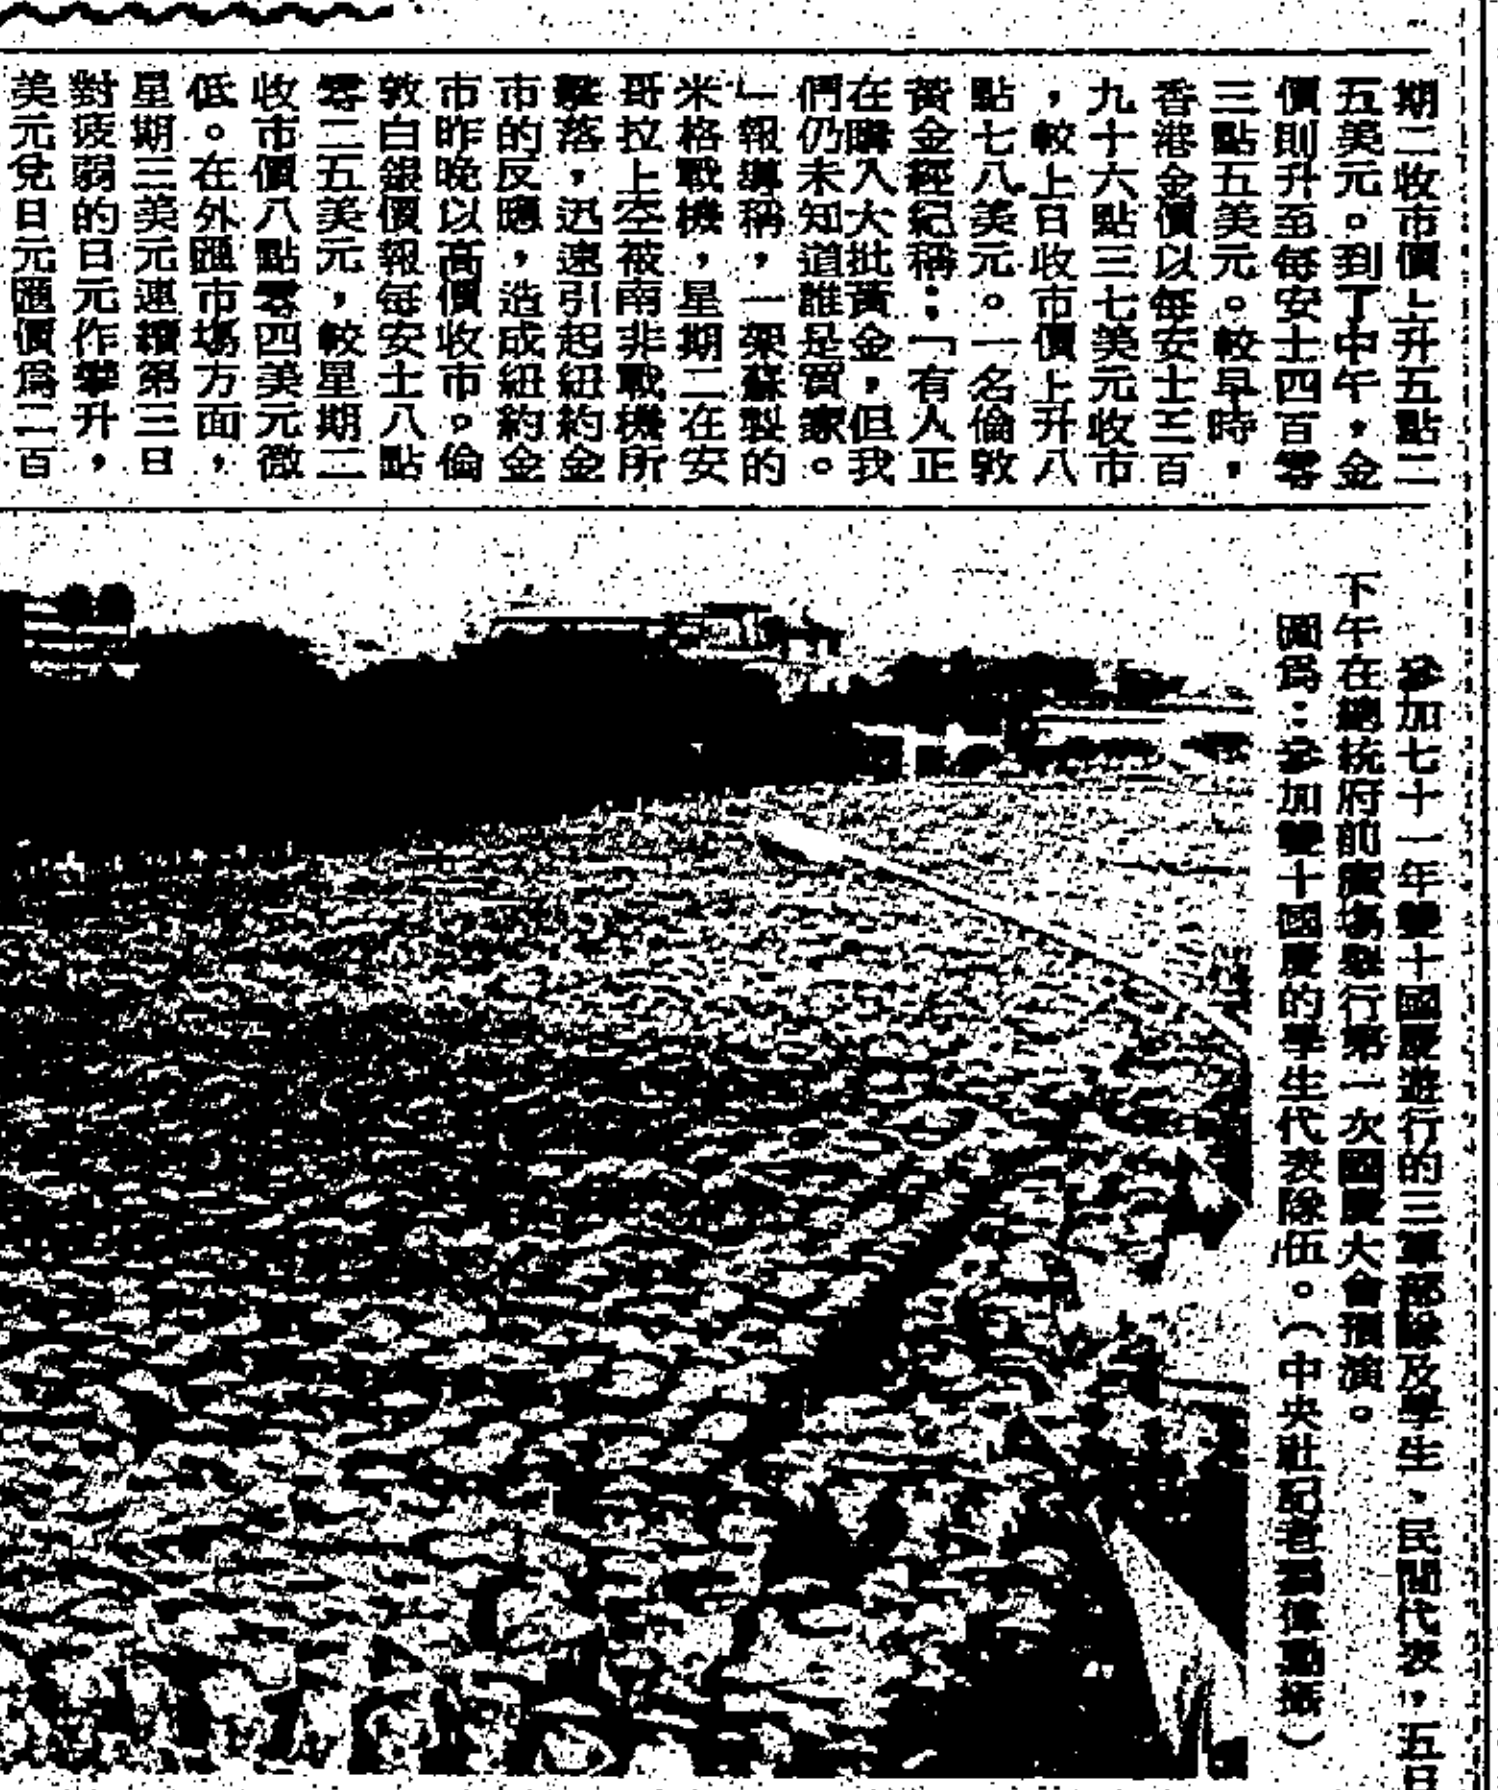 期二收市價上升五點二
五美元。到了中午，金
價則升至每安士四百零
三點五美元。較早時，
香港金價以每安士三百
九十六點三七美元收市
，較上日收市價上升八
點七八美元。一名倫敦
黃金經紀稱：「有人正
在購入大批黃金，但我
們仍未知道誰是買家。
」報導稱，一架蘇製的
米格戰機，星期二在安
哥拉上空被南非戰機所
擊落，迅速引起紐約金
市的反應，造成紐約金
市昨晚以高價收市。倫
敦白銀價報每安士八點
零二五美元，較星期二
收市價八點零四美元微
低。在外匯市場方面，
星期三美元連續第三日
對疲弱的日元作攀升，
美元兌日元匯價爲二百
參加七十一年雙十國慶遊行的三軍部隊及學生、民間代表，五日
下午在總統府前廣場舉行第一次國慶大會預演。
圖爲：參加雙十國慶的學生代表隊伍。（中央社記者攝）